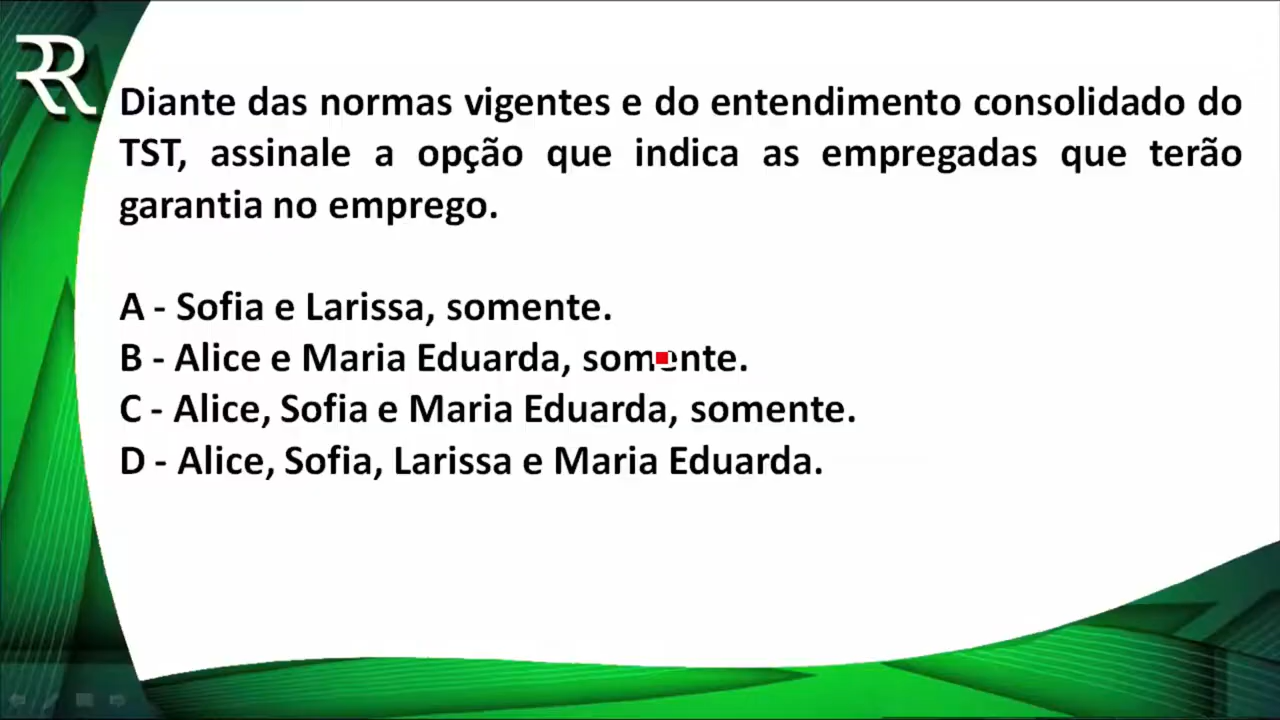 Diante das normas vigentes e do entendimento consolidado do
TST, assinale a opção que indica as empregadas que terão
garantia no emprego.
A - Sofia e Larissa, somente.
B - Alice e Maria Eduarda, somente.
C - Alice, Sofia e Maria Eduarda, somente.
D - Alice, Sofia, Larissa e Maria Eduarda.